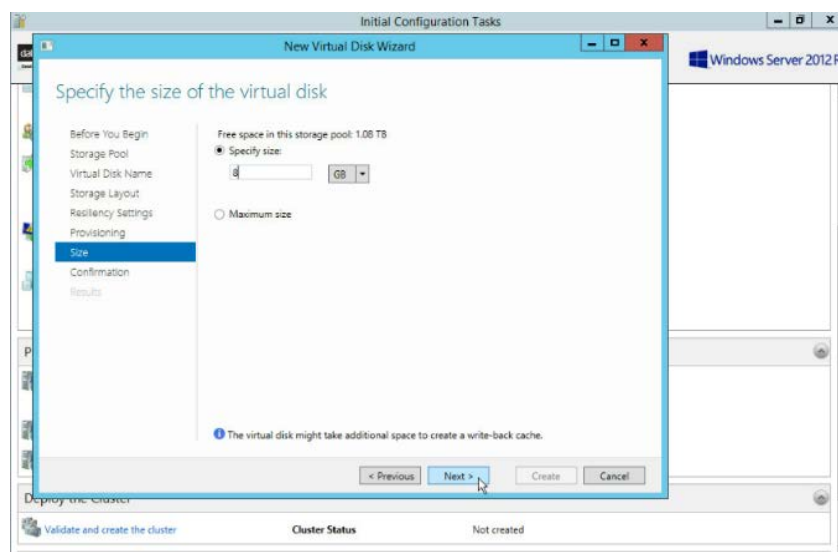 Initial Configuration Tasks
New Virtual Disk Wizard
Windows Server 2012 R
Specify the size of the virtual disk
Before You Begin
Storage Pool
Virtual Disk Name
Storage Layout
Resiliency Settings
Provisioning
Size
Confirmation
Results
Free space in this storage pool: 1.08 TB
Specify size:
8
GB
Maximum size
The virtual disk might take additional space to create a write-back cache.
< Previous
Next >
Create
Cancel
P
Deploy the Cluster
Validate and create the cluster
Cluster Status
Not created